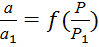 a/a₁ = f(P/P₁)